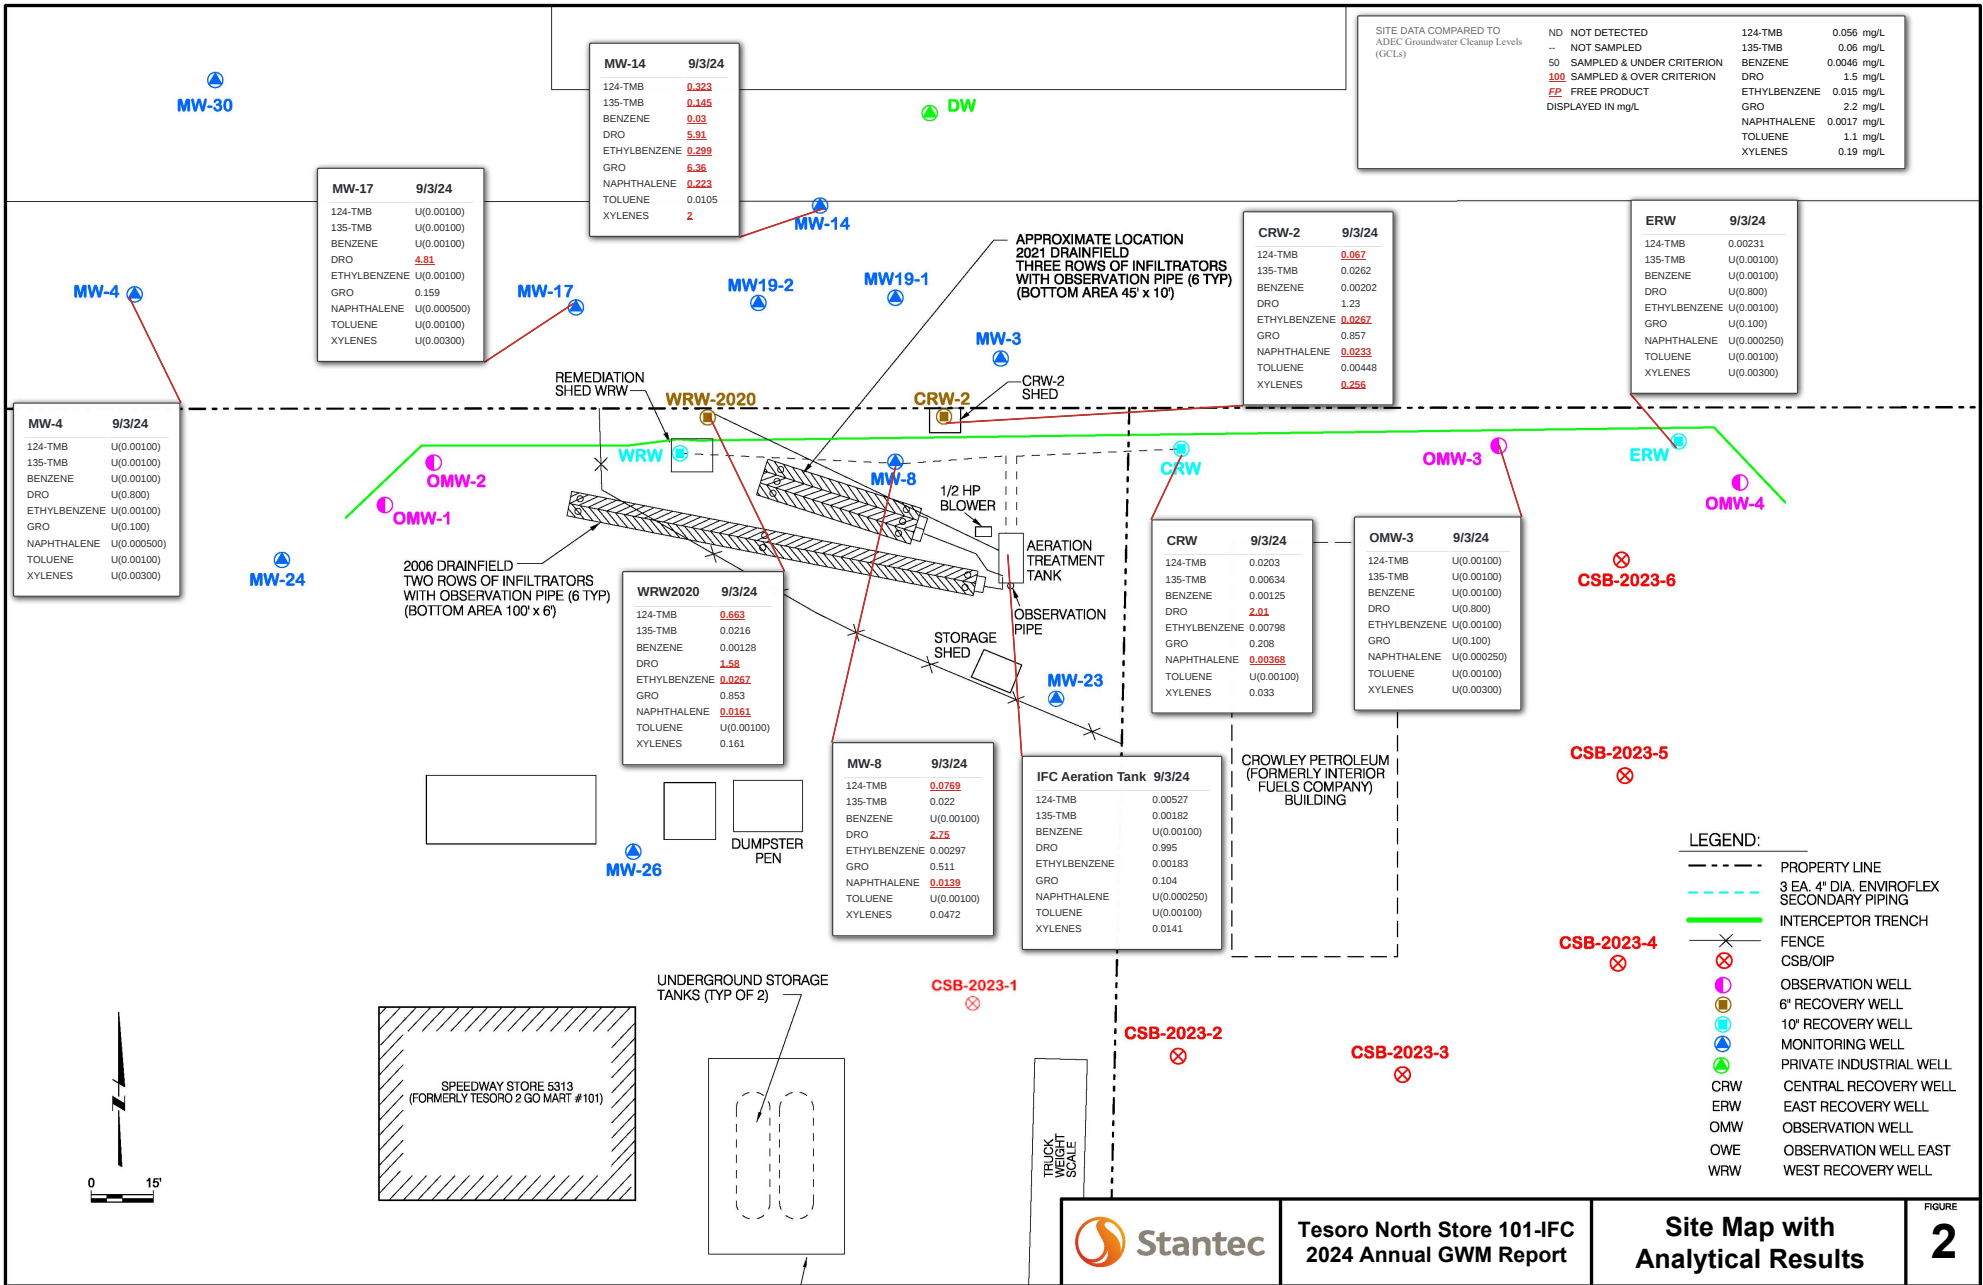 SITE DATA COMPARED TO
ADEC Groundwater Cleanup Levels
(GCLs)
ND NOT DETECTED
-- NOT SAMPLED
50 SAMPLED & UNDER CRITERION
100 SAMPLED & OVER CRITERION
FP FREE PRODUCT
DISPLAYED IN mg/L
124-TMB 0.056 mg/L
135-TMB 0.06 mg/L
BENZENE 0.0046 mg/L
DRO 1.5 mg/L
ETHYLBENZENE 0.015 mg/L
GRO 2.2 mg/L
NAPHTHALENE 0.0017 mg/L
TOLUENE 1.1 mg/L
XYLENES 0.19 mg/L
MW-30
MW-14 9/3/24
124-TMB 0.323
135-TMB 0.145
BENZENE 0.03
DRO 5.91
ETHYLBENZENE 0.299
GRO 6.36
NAPHTHALENE 0.223
TOLUENE 0.0105
XYLENES 2
DW
MW-17 9/3/24
124-TMB U(0.00100)
135-TMB U(0.00100)
BENZENE U(0.00100)
DRO 4.81
ETHYLBENZENE U(0.00100)
GRO 0.159
NAPHTHALENE U(0.000500)
TOLUENE U(0.00100)
XYLENES U(0.00300)
MW-14
APPROXIMATE LOCATION
2021 DRAINFIELD
THREE ROWS OF INFILTRATORS
WITH OBSERVATION PIPE (6 TYP)
(BOTTOM AREA 45' x 10')
CRW-2 9/3/24
124-TMB 0.067
135-TMB 0.0262
BENZENE 0.00202
DRO 1.23
ETHYLBENZENE 0.0267
GRO 0.857
NAPHTHALENE 0.0233
TOLUENE 0.00448
XYLENES 0.256
ERW 9/3/24
124-TMB 0.00231
135-TMB U(0.00100)
BENZENE U(0.00100)
DRO U(0.800)
ETHYLBENZENE U(0.00100)
GRO U(0.100)
NAPHTHALENE U(0.000250)
TOLUENE U(0.00100)
XYLENES U(0.00300)
MW-4
MW-17
MW19-2
MW19-1
MW-3
REMEDIATION
SHED WRW
WRW-2020
CRW-2
CRW-2
SHED
MW-4 9/3/24
124-TMB U(0.00100)
135-TMB U(0.00100)
BENZENE U(0.00100)
DRO U(0.800)
ETHYLBENZENE U(0.00100)
GRO U(0.100)
NAPHTHALENE U(0.000500)
TOLUENE U(0.00100)
XYLENES U(0.00300)
OMW-2
OMW-1
WRW
MW-8
CRW
OMW-3
ERW
OMW-4
MW-24
1/2 HP
BLOWER
AERATION
TREATMENT
TANK
OBSERVATION
PIPE
2006 DRAINFIELD
TWO ROWS OF INFILTRATORS
WITH OBSERVATION PIPE (6 TYP)
(BOTTOM AREA 100' x 6')
WRW2020 9/3/24
124-TMB 0.663
135-TMB 0.0216
BENZENE 0.00128
DRO 1.58
ETHYLBENZENE 0.0267
GRO 0.853
NAPHTHALENE 0.0161
TOLUENE U(0.00100)
XYLENES 0.161
STORAGE
SHED
MW-23
CRW 9/3/24
124-TMB 0.0203
135-TMB 0.00634
BENZENE 0.00125
DRO 2.01
ETHYLBENZENE 0.00798
GRO 0.208
NAPHTHALENE 0.00368
TOLUENE U(0.00100)
XYLENES 0.033
OMW-3 9/3/24
124-TMB U(0.00100)
135-TMB U(0.00100)
BENZENE U(0.00100)
DRO U(0.800)
ETHYLBENZENE U(0.00100)
GRO U(0.100)
NAPHTHALENE U(0.000250)
TOLUENE U(0.00100)
XYLENES U(0.00300)
CSB-2023-6
CSB-2023-5
MW-8 9/3/24
124-TMB 0.0769
135-TMB 0.022
BENZENE U(0.00100)
DRO 2.75
ETHYLBENZENE 0.00297
GRO 0.511
NAPHTHALENE 0.0139
TOLUENE U(0.00100)
XYLENES 0.0472
IFC Aeration Tank 9/3/24
124-TMB 0.00527
135-TMB 0.00182
BENZENE U(0.00100)
DRO 0.995
ETHYLBENZENE 0.00183
GRO 0.104
NAPHTHALENE U(0.000250)
TOLUENE U(0.00100)
XYLENES 0.0141
CROWLEY PETROLEUM
(FORMERLY INTERIOR
FUELS COMPANY)
BUILDING
DUMPSTER
PEN
MW-26
CSB-2023-4
CSB-2023-1
CSB-2023-2
CSB-2023-3
UNDERGROUND STORAGE
TANKS (TYP OF 2)
SPEEDWAY STORE 5313
(FORMERLY TESORO 2 GO MART #101)
TRUCK
WEIGHT
SCALE
N
0 15'
LEGEND:
PROPERTY LINE
3 EA. 4" DIA. ENVIROFLEX
SECONDARY PIPING
INTERCEPTOR TRENCH
FENCE
CSB/OIP
OBSERVATION WELL
6" RECOVERY WELL
10" RECOVERY WELL
MONITORING WELL
PRIVATE INDUSTRIAL WELL
CRW CENTRAL RECOVERY WELL
ERW EAST RECOVERY WELL
OMW OBSERVATION WELL
OWE OBSERVATION WELL EAST
WRW WEST RECOVERY WELL
Stantec
Tesoro North Store 101-IFC
2024 Annual GWM Report
Site Map with
Analytical Results
FIGURE
2